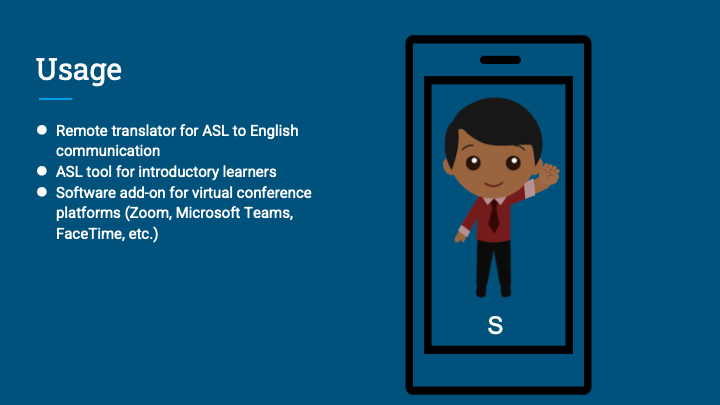 Usage
● Remote translator for ASL to English
communication
● ASL tool for introductory learners
● Software add-on for virtual conference
platforms (Zoom, Microsoft Teams,
FaceTime, etc.)
S